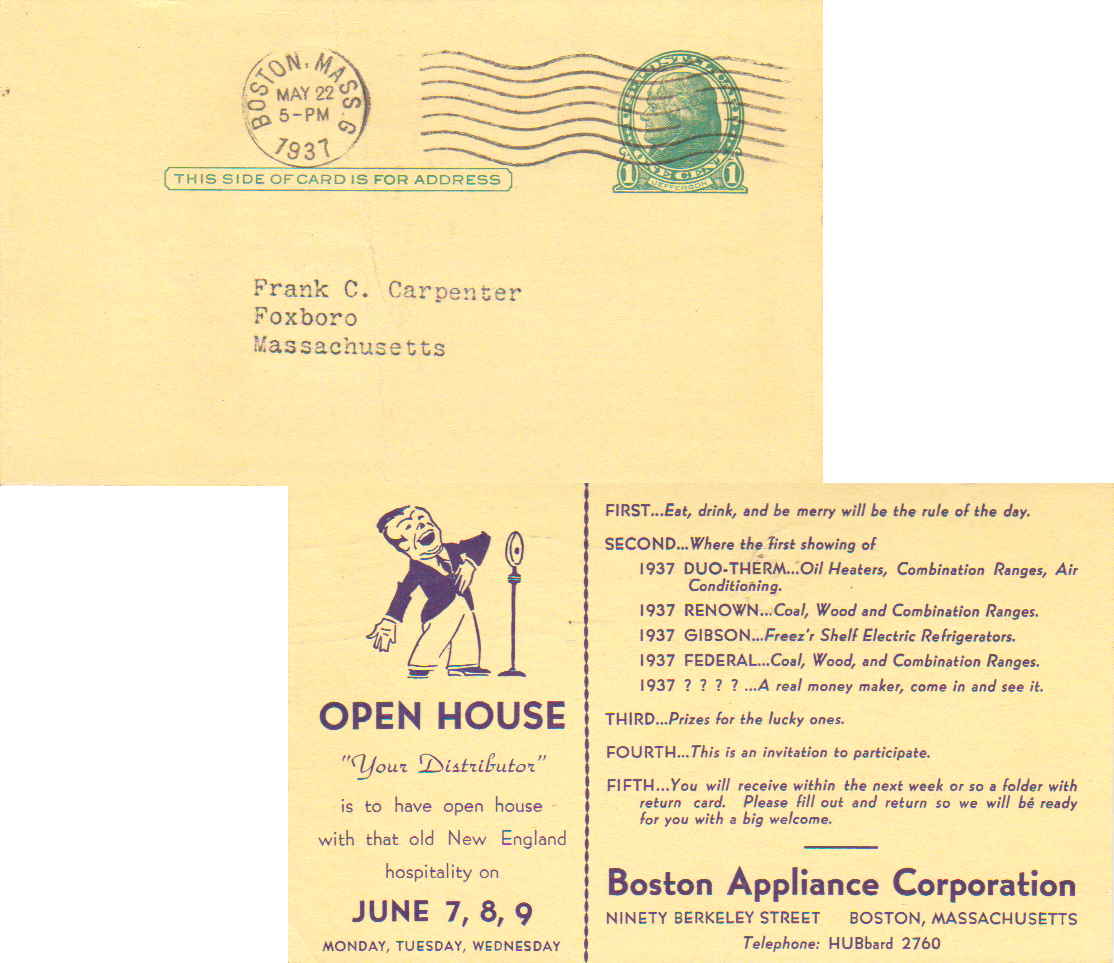 BOSTON, MASS. 6
MAY 22
5-PM
1937
U.S. POSTAL CARD
ONE CENT
1 JEFFERSON 1
THIS SIDE OF CARD IS FOR ADDRESS
Frank C. Carpenter
Foxboro
Massachusetts
OPEN HOUSE
"Your Distributor"
is to have open house
with that old New England
hospitality on
JUNE 7, 8, 9
MONDAY, TUESDAY, WEDNESDAY
FIRST...Eat, drink, and be merry will be the rule of the day.
SECOND...Where the first showing of
1937 DUO-THERM...Oil Heaters, Combination Ranges, Air
Conditioning.
1937 RENOWN...Coal, Wood and Combination Ranges.
1937 GIBSON...Freez'r Shelf Electric Refrigerators.
1937 FEDERAL...Coal, Wood, and Combination Ranges.
1937 ? ? ? ? ...A real money maker, come in and see it.
THIRD...Prizes for the lucky ones.
FOURTH...This is an invitation to participate.
FIFTH...You will receive within the next week or so a folder with
return card. Please fill out and return so we will be ready
for you with a big welcome.
Boston Appliance Corporation
NINETY BERKELEY STREET BOSTON, MASSACHUSETTS
Telephone: HUBbard 2760